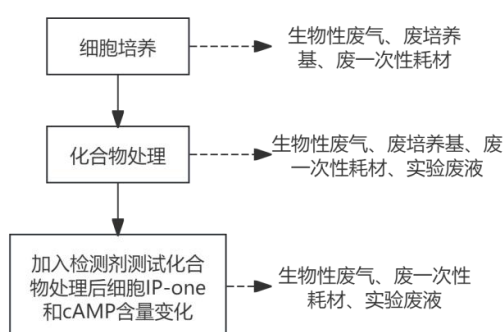 细胞培养
生物性废气、废培养
基、废一次性耗材
化合物处理
生物性废气、废培养基、废
一次性耗材、实验废液
加入检测剂测试化合
物处理后细胞IP-one
和cAMP含量变化
生物性废气、废一次性
耗材、实验废液